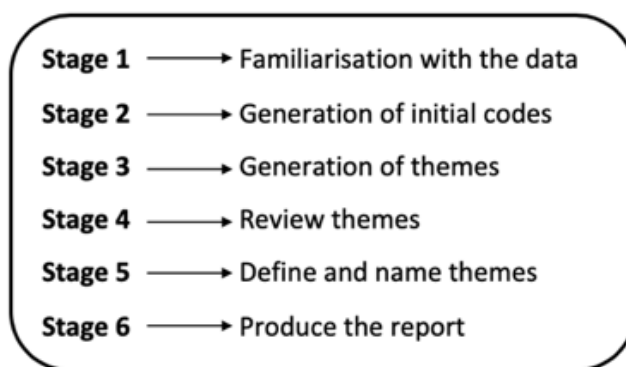 Stage 1 Familiarisation with the data
Stage 2 Generation of initial codes
Stage 3 Generation of themes
Stage 4 Review themes
Stage 5 Define and name themes
Stage 6 Produce the report